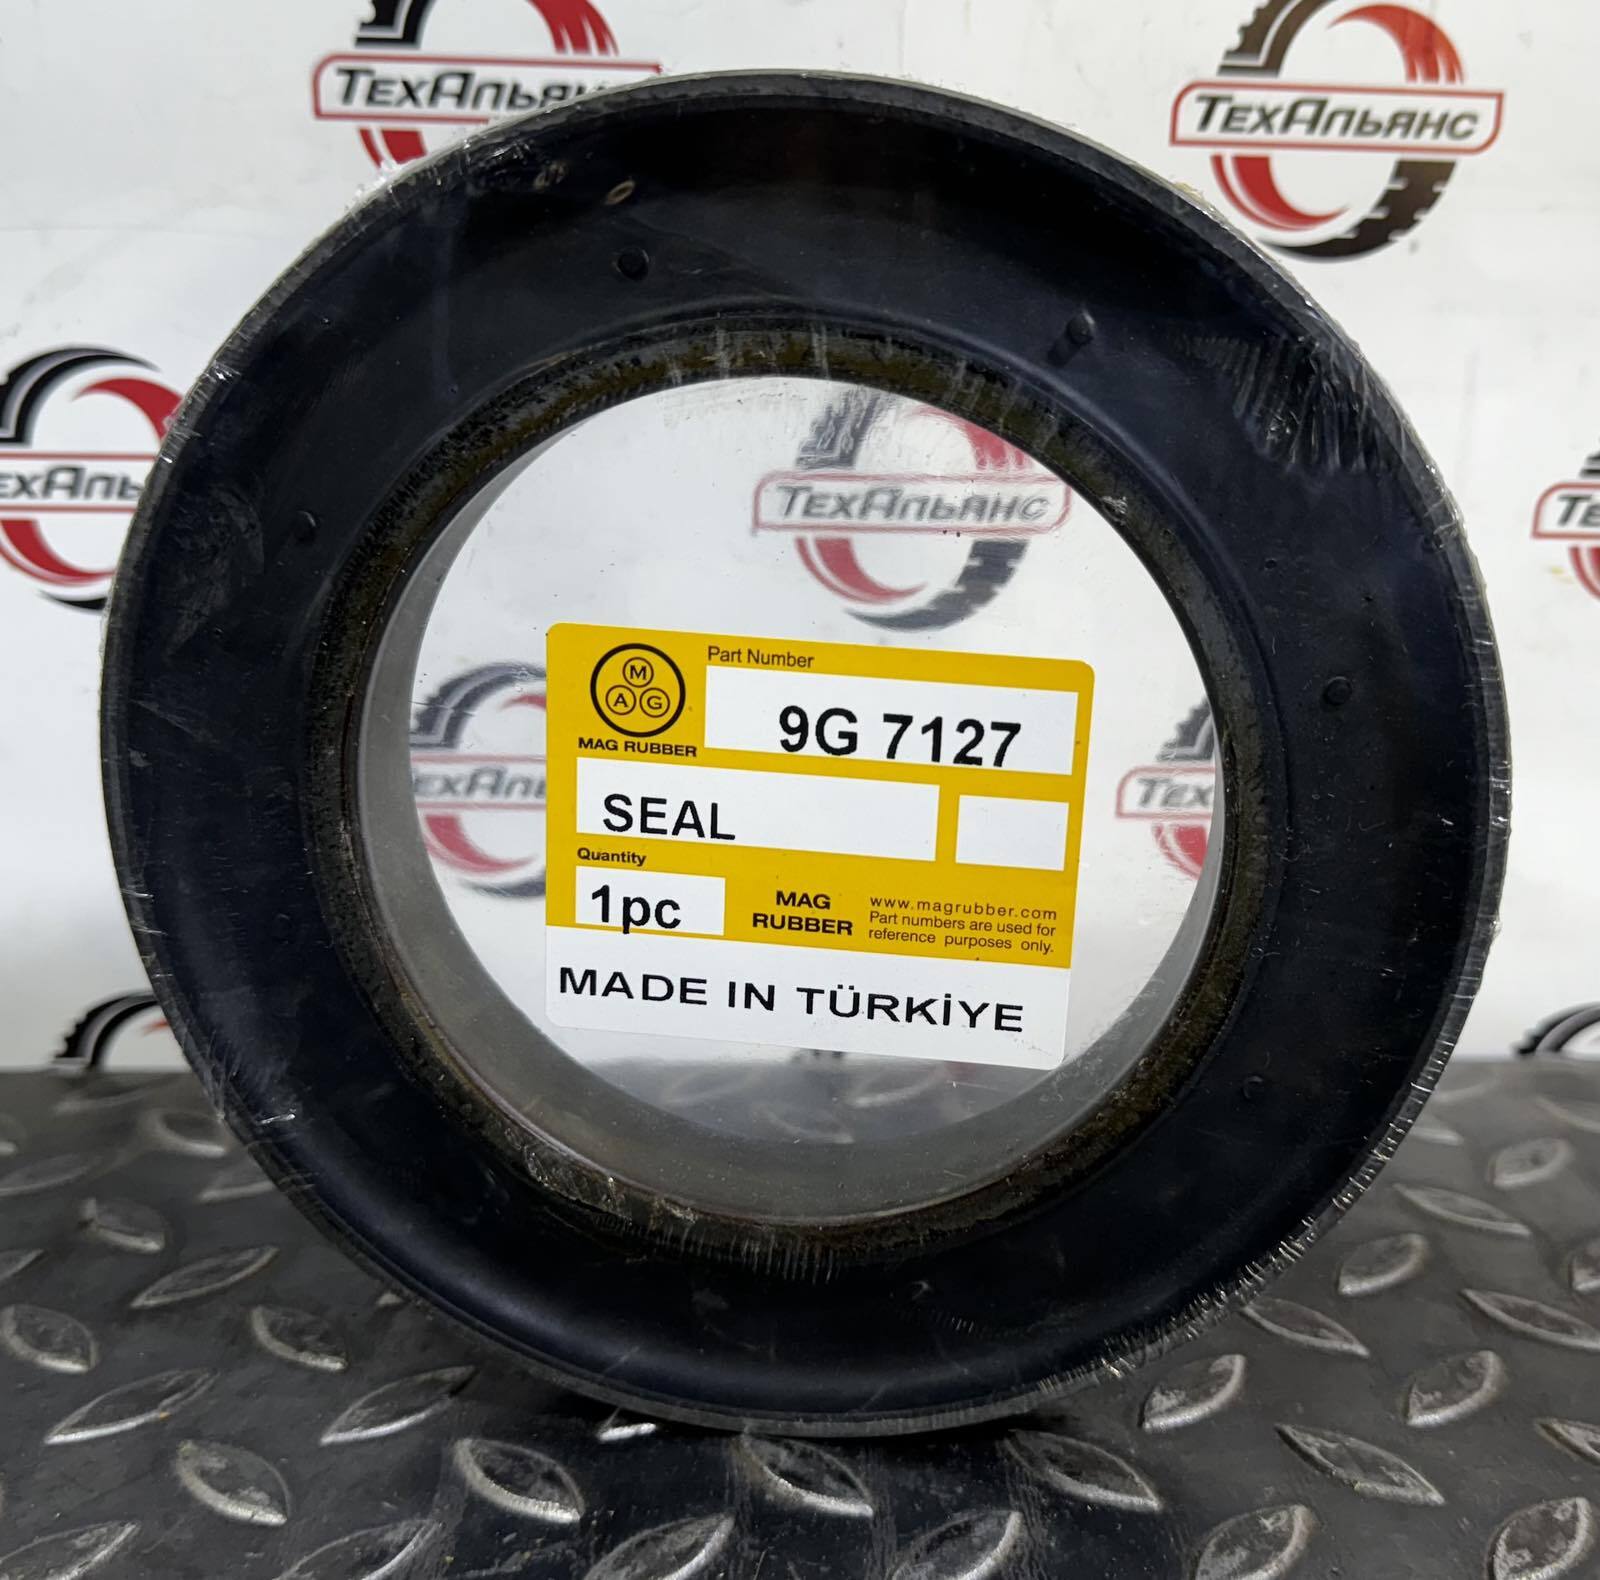 ТехАльянс
ТехАльянс
ТехАльянс
Part Number
M
A G
MAG RUBBER
9G 7127
SEAL
Quantity
1pc
MAG
RUBBER
www.magrubber.com
Part numbers are used for
reference purposes only.
MADE IN TÜRKİYE